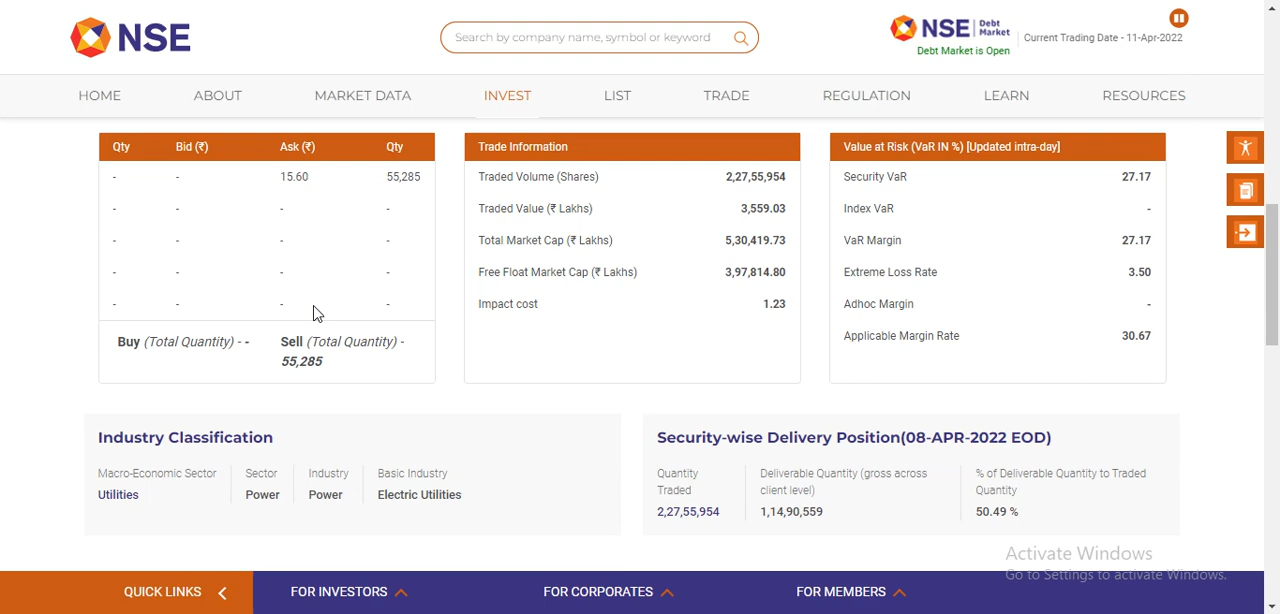 NSE
Search by company name, symbol or keyword
NSE Debt Market
Debt Market is Open
Current Trading Date - 11-Apr-2022
HOME ABOUT MARKET DATA INVEST LIST TRADE REGULATION LEARN RESOURCES
Qty Bid (₹) Ask (₹) Qty
- - 15.60 55,285
- - - -
- - - -
- - - -
- - - -
Buy (Total Quantity) - - Sell (Total Quantity) -
55,285
Trade Information
Traded Volume (Shares) 2,27,55,954
Traded Value (₹ Lakhs) 3,559.03
Total Market Cap (₹ Lakhs) 5,30,419.73
Free Float Market Cap (₹ Lakhs) 3,97,814.80
Impact cost 1.23
Value at Risk (VaR IN %) [Updated intra-day]
Security VaR 27.17
Index VaR -
VaR Margin 27.17
Extreme Loss Rate 3.50
Adhoc Margin -
Applicable Margin Rate 30.67
Industry Classification
Macro-Economic Sector Sector Industry Basic Industry
Utilities Power Power Electric Utilities
Security-wise Delivery Position(08-APR-2022 EOD)
Quantity Deliverable Quantity (gross across % of Deliverable Quantity to Traded
Traded client level) Quantity
2,27,55,954 1,14,90,559 50.49 %
Activate Windows
Go to Settings to activate Windows.
QUICK LINKS FOR INVESTORS FOR CORPORATES FOR MEMBERS